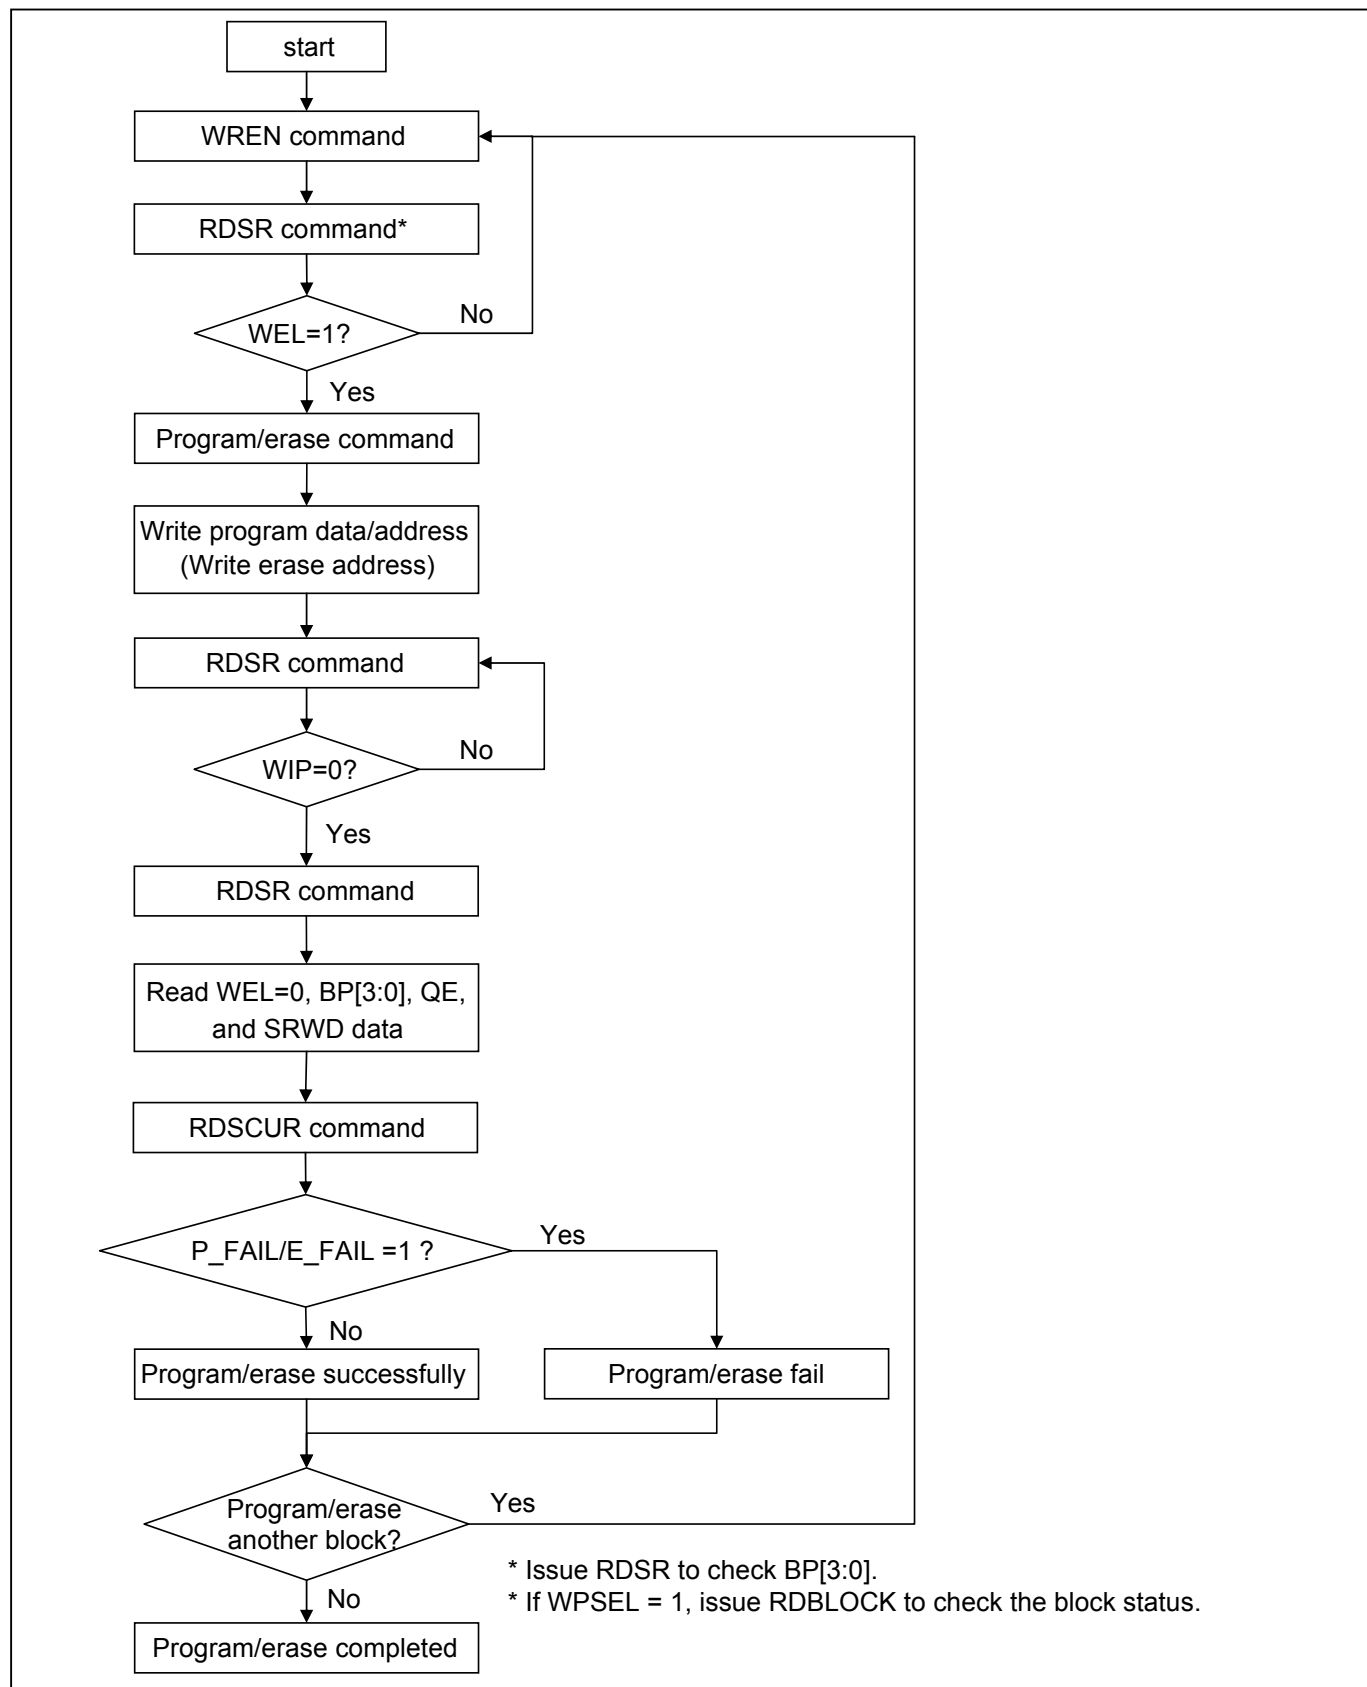 start
WREN command
RDSR command*
WEL=1?
No
Yes
Program/erase command
Write program data/address
(Write erase address)
RDSR command
WIP=0?
No
Yes
RDSR command
Read WEL=0, BP[3:0], QE,
and SRWD data
RDSCUR command
P_FAIL/E_FAIL =1 ?
Yes
No
Program/erase successfully
Program/erase fail
Program/erase
another block?
Yes
No
* Issue RDSR to check BP[3:0].
* If WPSEL = 1, issue RDBLOCK to check the block status.
Program/erase completed